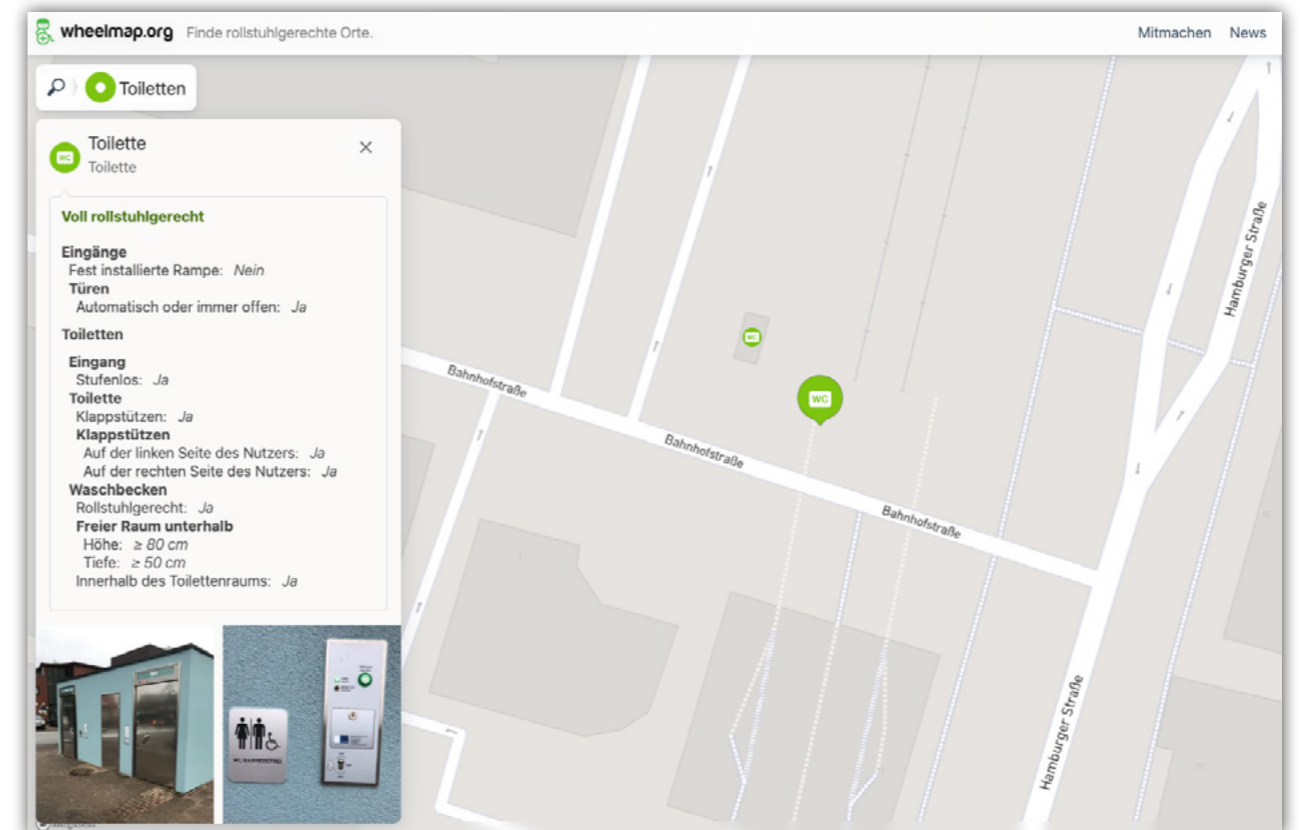 wheelmap.org Finde rollstuhlgerechte Orte.
Mitmachen News
Toiletten
WC
Toilette
Toilette
Voll rollstuhlgerecht
Eingänge
Fest installierte Rampe: Nein
Türen
Automatisch oder immer offen: Ja
Toiletten
Eingang
Stufenlos: Ja
Toilette
Klappstützen: Ja
Klappstützen
Auf der linken Seite des Nutzers: Ja
Auf der rechten Seite des Nutzers: Ja
Waschbecken
Rollstuhlgerecht: Ja
Freier Raum unterhalb
Höhe: ≥ 80 cm
Tiefe: ≥ 50 cm
Innerhalb des Toilettenraums: Ja
WC BARRIEREFREI
WC
WC
Bahnhofstraße
Bahnhofstraße
Bahnhofstraße
Hamburger Straße
Hamburger Straße